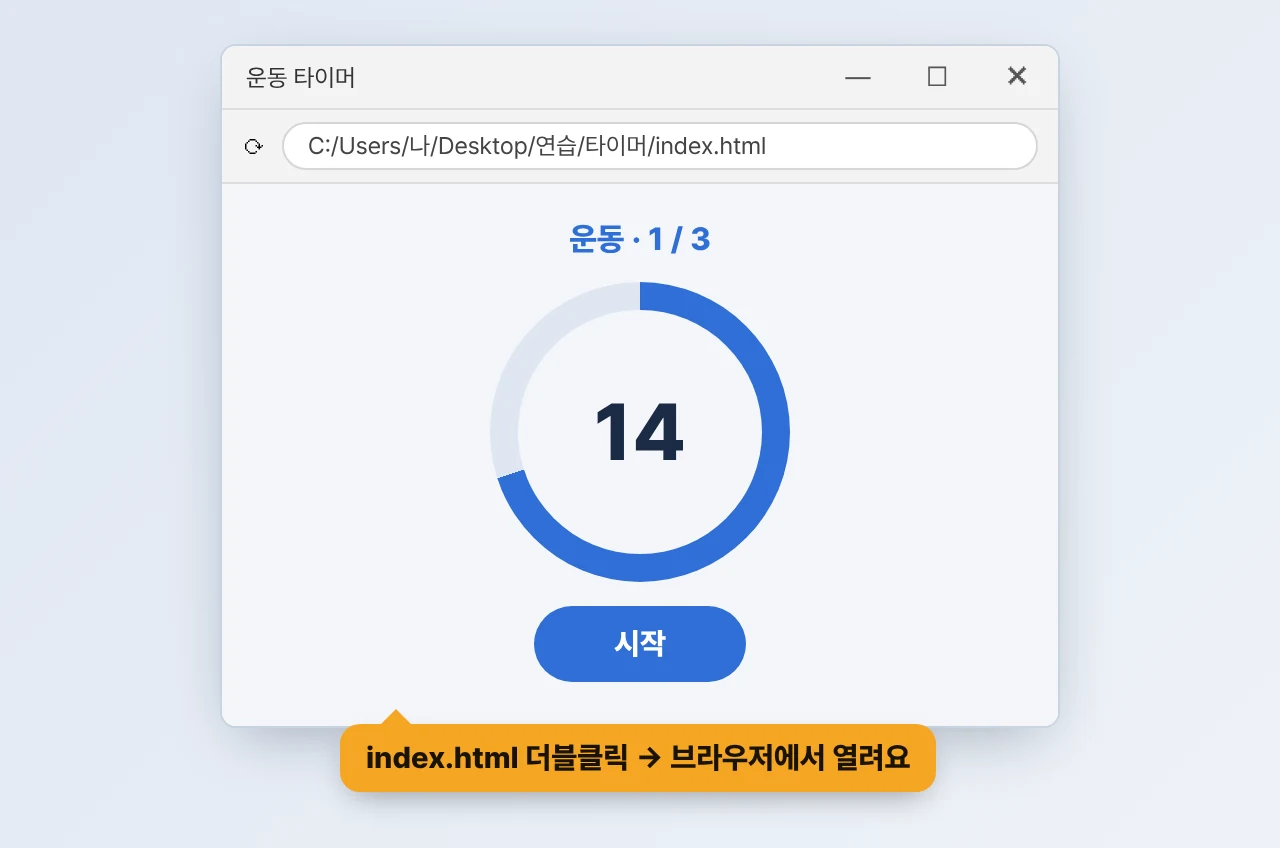 운동 타이머
C:/Users/나/Desktop/연습/타이머/index.html
운동 · 1 / 3
14
시작
index.html 더블클릭 → 브라우저에서 열려요